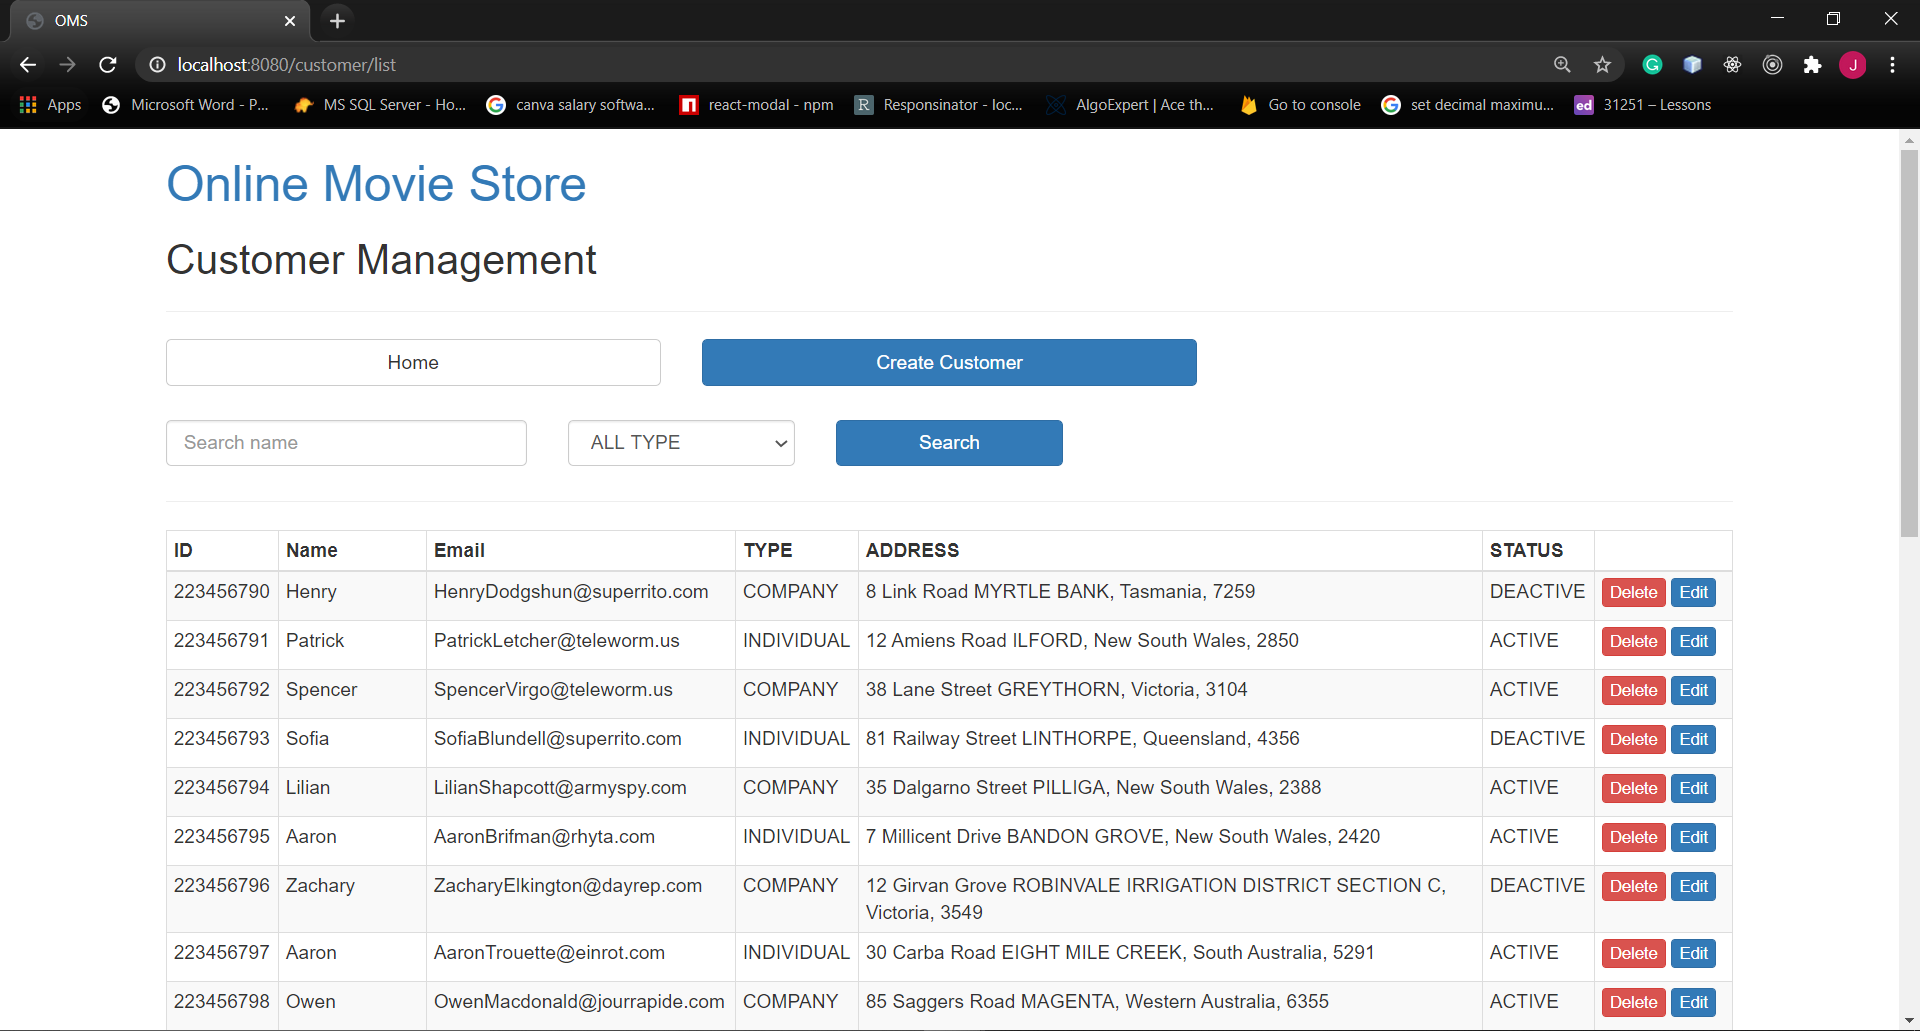 OMS
localhost:8080/customer/list
J
Apps
Microsoft Word - P...
MS SQL Server - Ho...
canva salary softwa...
react-modal - npm
R
Responsinator - loc...
AlgoExpert | Ace th...
Go to console
set decimal maximu...
ed
31251 – Lessons
Online Movie Store
Customer Management
Home
Create Customer
Search name
ALL TYPE
Search
ID Name Email TYPE ADDRESS STATUS
223456790 Henry HenryDodgshun@superrito.com COMPANY 8 Link Road MYRTLE BANK, Tasmania, 7259 DEACTIVE Delete Edit
223456791 Patrick PatrickLetcher@teleworm.us INDIVIDUAL 12 Amiens Road ILFORD, New South Wales, 2850 ACTIVE Delete Edit
223456792 Spencer SpencerVirgo@teleworm.us COMPANY 38 Lane Street GREYTHORN, Victoria, 3104 ACTIVE Delete Edit
223456793 Sofia SofiaBlundell@superrito.com INDIVIDUAL 81 Railway Street LINTHORPE, Queensland, 4356 DEACTIVE Delete Edit
223456794 Lilian LilianShapcott@armyspy.com COMPANY 35 Dalgarno Street PILLIGA, New South Wales, 2388 ACTIVE Delete Edit
223456795 Aaron AaronBrifman@rhyta.com INDIVIDUAL 7 Millicent Drive BANDON GROVE, New South Wales, 2420 ACTIVE Delete Edit
223456796 Zachary ZacharyElkington@dayrep.com COMPANY 12 Girvan Grove ROBINVALE IRRIGATION DISTRICT SECTION C, DEACTIVE Delete Edit
Victoria, 3549
223456797 Aaron AaronTrouette@einrot.com INDIVIDUAL 30 Carba Road EIGHT MILE CREEK, South Australia, 5291 ACTIVE Delete Edit
223456798 Owen OwenMacdonald@jourrapide.com COMPANY 85 Saggers Road MAGENTA, Western Australia, 6355 ACTIVE Delete Edit